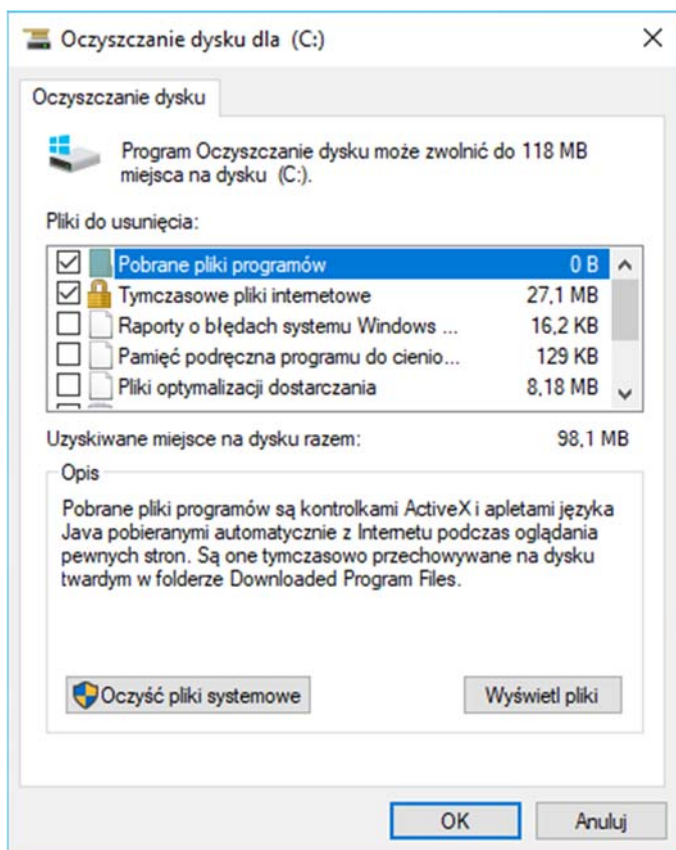 Oczyszczanie dysku dla (C:)
Oczyszczanie dysku
Program Oczyszczanie dysku może zwolnić do 118 MB
miejsca na dysku (C:).
Pliki do usunięcia:
Pobrane pliki programów 0 B
Tymczasowe pliki internetowe 27,1 MB
Raporty o błędach systemu Windows ... 16,2 KB
Pamięć podręczna programu do cienio... 129 KB
Pliki optymalizacji dostarczania 8,18 MB
Uzyskiwane miejsce na dysku razem: 98,1 MB
Opis
Pobrane pliki programów są kontrolkami ActiveX i apletami języka
Java pobieranymi automatycznie z Internetu podczas oglądania
pewnych stron. Są one tymczasowo przechowywane na dysku
twardym w folderze Downloaded Program Files.
Oczyść pliki systemowe
Wyświetl pliki
OK
Anuluj